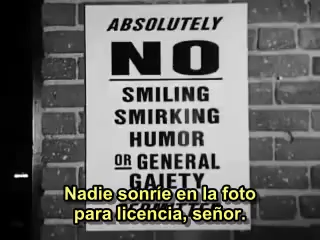 ABSOLUTELY
NO
SMILING
SMIRKING
HUMOR
OR GENERAL
GAIETY
Nadie sonríe en la foto
para licencia, señor.